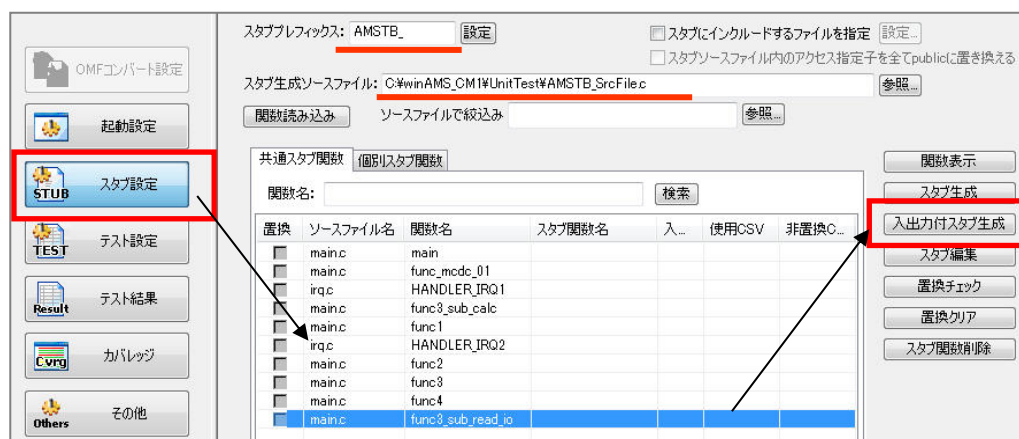 スタブプレフィックス: AMSTB_ 設定 スタブにインクルードするファイルを指定 設定...
スタブソースファイル内のアクセス指定子を全てpublicに置き換える
スタブ生成ソースファイル: C:¥winAMS_CM1¥UnitTest¥AMSTB_SrcFile.c 参照...
関数読み込み ソースファイルで絞込み 参照...
OMFコンバート設定
起動設定
STUB スタブ設定
TEST テスト設定
Result テスト結果
Cvrg カバレッジ
Others その他
共通スタブ関数 個別スタブ関数
関数名: 検索
置換 ソースファイル名 関数名 スタブ関数名 入... 使用CSV 非置換C...
main.c main
main.c func_mcdc_01
irq.c HANDLER_IRQ1
main.c func3_sub_calc
main.c func1
irq.c HANDLER_IRQ2
main.c func2
main.c func3
main.c func4
main.c func3_sub_read_io
関数表示
スタブ生成
入出力付スタブ生成
スタブ編集
置換チェック
置換クリア
スタブ関数削除